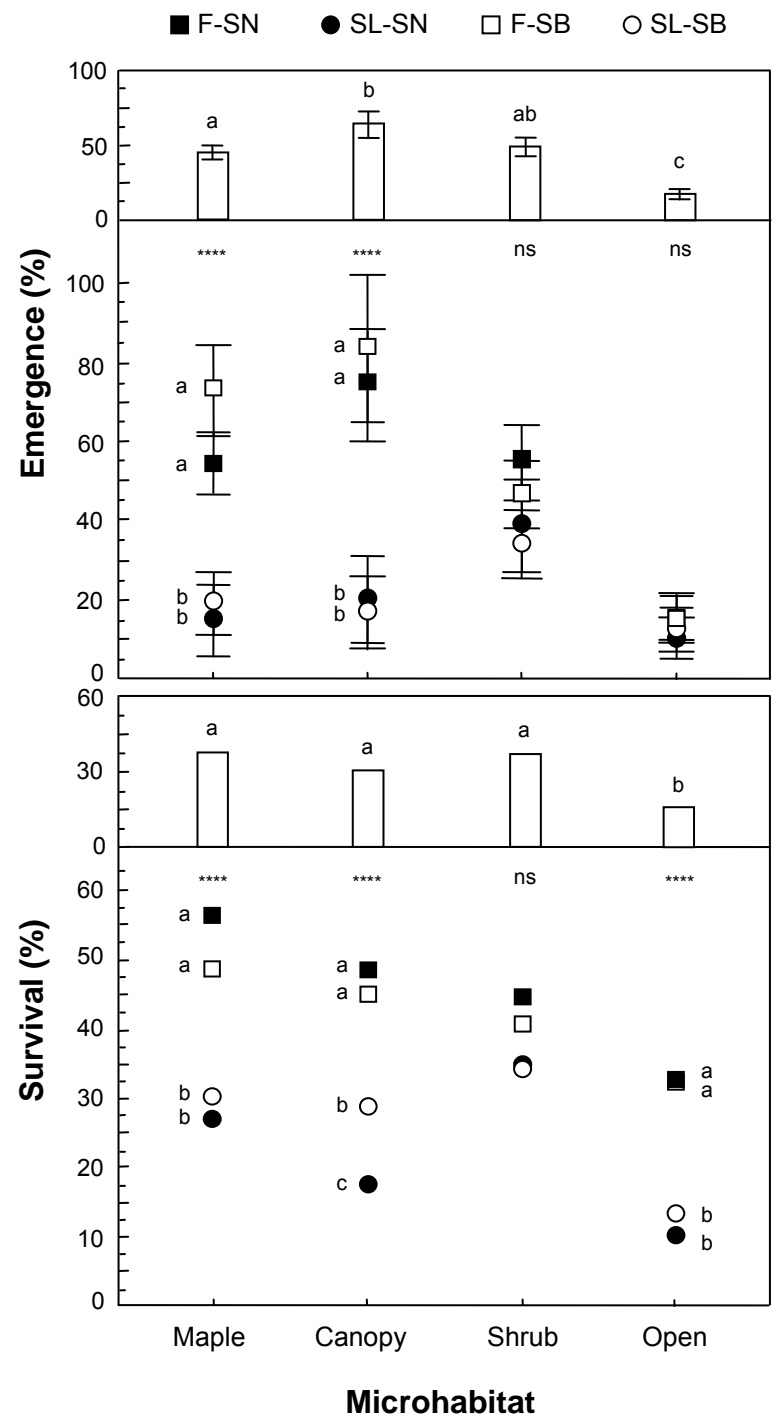 F-SN SL-SN F-SB SL-SB
100
50
0
a b ab c
Emergence (%)
**** **** ns ns
100
80
60
40
20
0
a a
a a
b b
b b
60
30
0
a a a b
Survival (%)
**** **** ns ****
60
50
40
30
20
10
0
a a
a a
a
a
b b
b c
b
b
Maple Canopy Shrub Open
Microhabitat